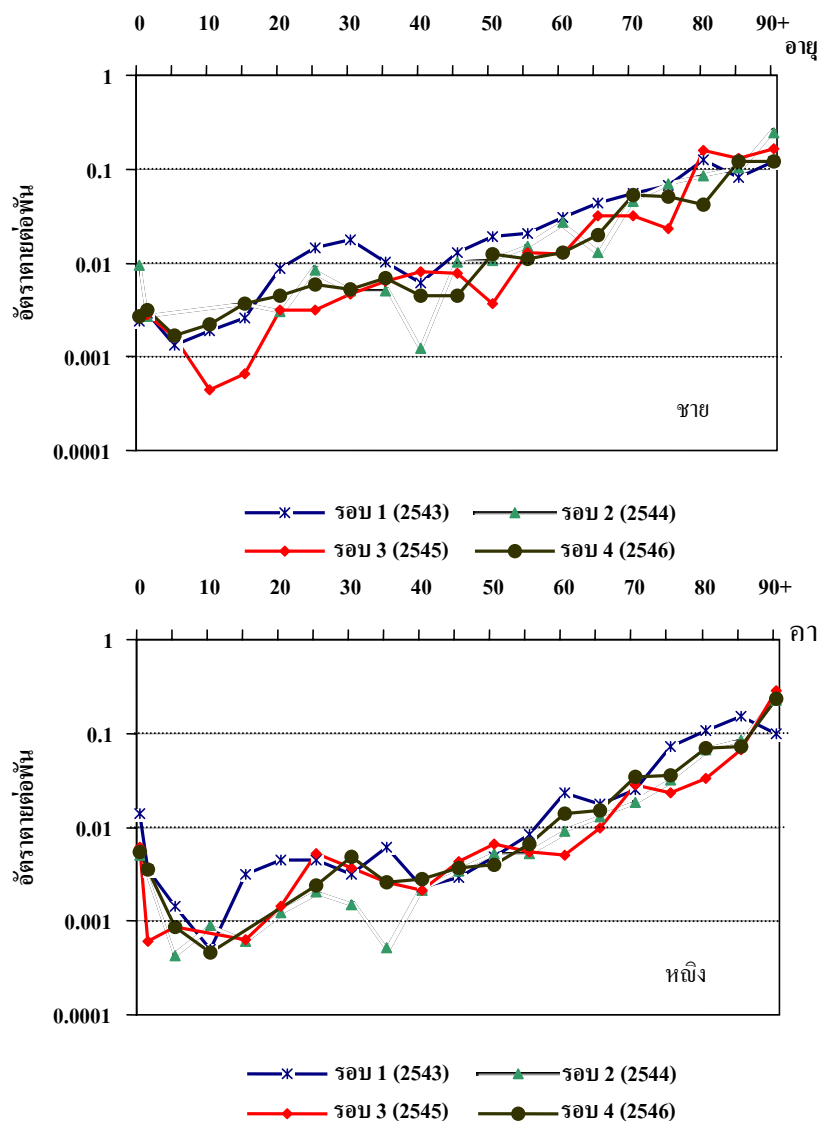 0 10 20 30 40 50 60 70 80 90+
อายุ
1
0.1
0.01
0.001
0.0001
อัตราตายต่อพัน
ชาย
รอบ 1 (2543) รอบ 2 (2544)
รอบ 3 (2545) รอบ 4 (2546)
0 10 20 30 40 50 60 70 80 90+
อา
1
0.1
0.01
0.001
0.0001
อัตราตายต่อพัน
หญิง
รอบ 1 (2543) รอบ 2 (2544)
รอบ 3 (2545) รอบ 4 (2546)